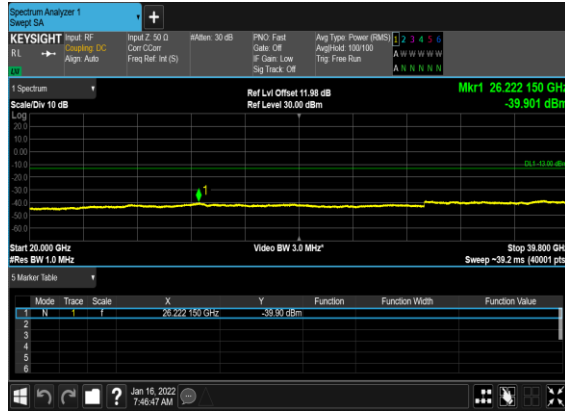 Spectrum Analyzer 1
Swept SA
+
KEYSIGHT Input: RF Input Z: 50 Ω #Atten: 30 dB PNO: Fast Avg Type: Power (RMS) 1 2 3 4 5 6
RL Coupling: DC Corr CCorr Gate: Off Avg|Hold: 100/100 A W W W W W
Align: Auto Freq Ref: Int (S) IF Gain: Low Trig: Free Run
Sig Track: Off A N N N N N
1 Spectrum Ref Lvl Offset 11.98 dB Mkr1 26.222 150 GHz
Scale/Div 10 dB Ref Level 30.00 dBm -39.901 dBm
Log
20.0
10.0
0.00
-10.0 DL1 -13.00 dBm
-20.0
-30.0
1
-40.0
-50.0
-60.0
Start 20.000 GHz Video BW 3.0 MHz* Stop 39.800 GHz
#Res BW 1.0 MHz Sweep ~39.2 ms (40001 pts)
5 Marker Table
Mode Trace Scale X Y Function Function Width Function Value
1 N 1 f 26.222 150 GHz -39.90 dBm
2
3
4
5
6
? Jan 16, 2022
7:46:47 AM